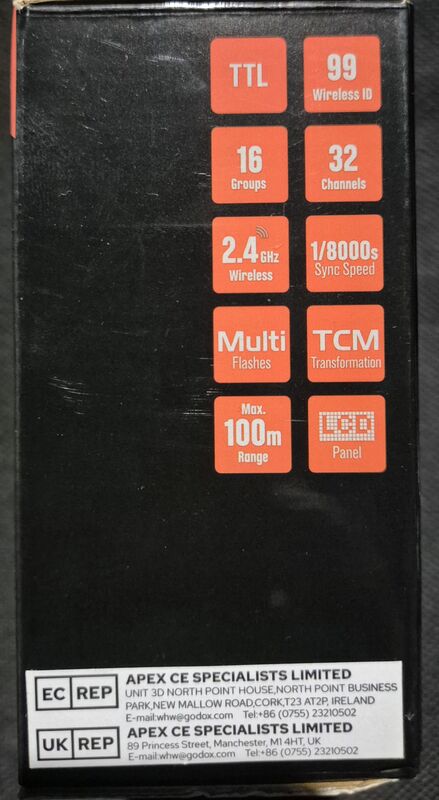 TTL
99
Wireless ID
16
Groups
32
Channels
2.4GHz
Wireless
1/8000s
Sync Speed
Multi
Flashes
TCM
Transformation
Max.
100m
Range
LCD
Panel
EC REP
APEX CE SPECIALISTS LIMITED
UNIT 3D NORTH POINT HOUSE,NORTH POINT BUSINESS
PARK,NEW MALLOW ROAD,CORK,T23 AT2P, IRELAND
E-mail:whw@godox.com Tel:+86 (0755) 23210502
UK REP
APEX CE SPECIALISTS LIMITED
89 Princess Street, Manchester, M1 4HT, UK
E-mail:whw@godox.com Tel:+86 (0755) 23210502